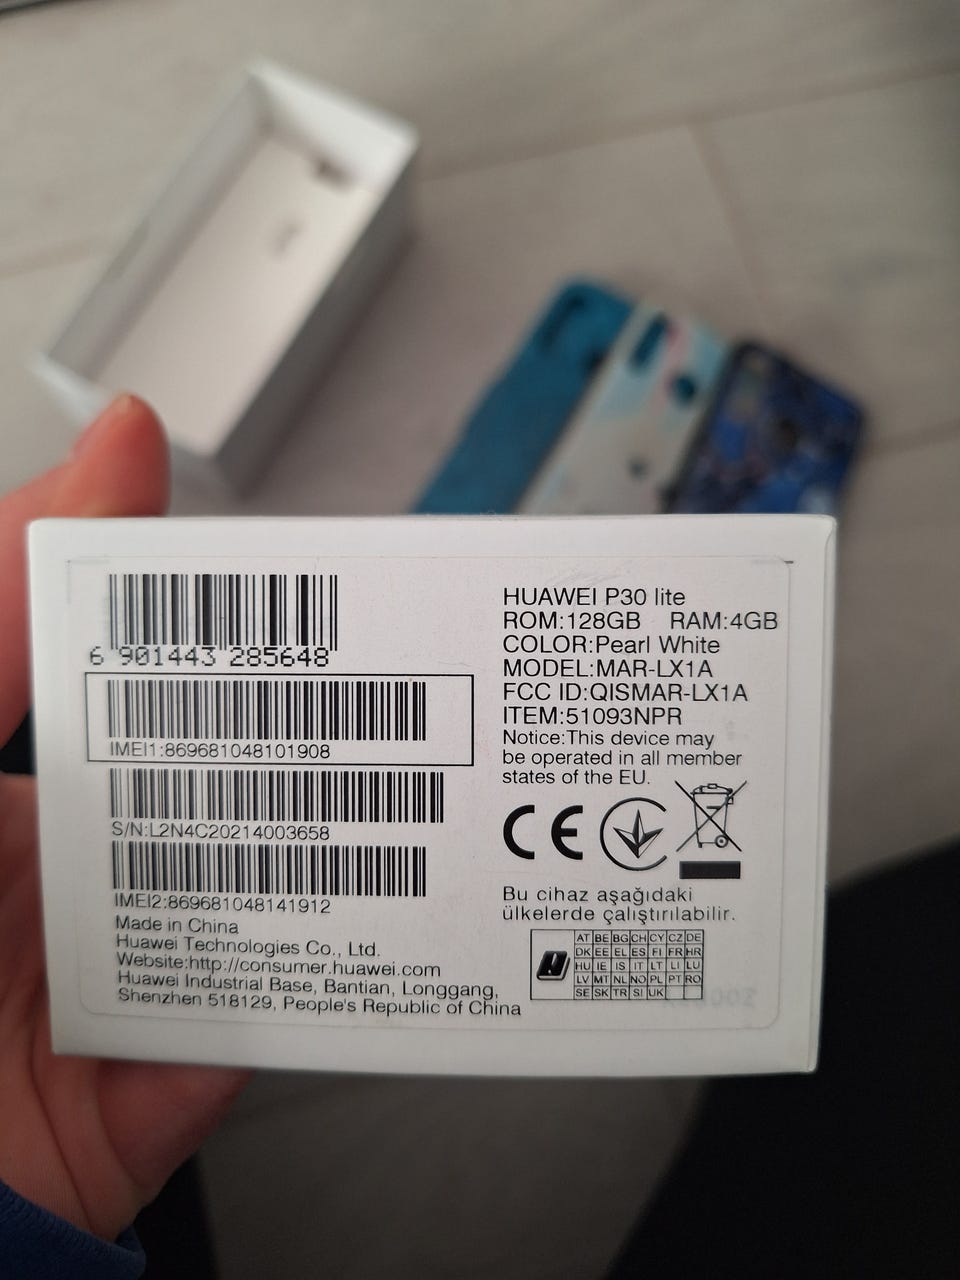 6 901443 285648
IMEI1:869681048101908
S/N:L2N4C20214003658
IMEI2:869681048141912
Made in China
Huawei Technologies Co., Ltd.
Website:http://consumer.huawei.com
Huawei Industrial Base, Bantian, Longgang,
Shenzhen 518129, People's Republic of China
HUAWEI P30 lite
ROM:128GB RAM:4GB
COLOR:Pearl White
MODEL:MAR-LX1A
FCC ID:QISMAR-LX1A
ITEM:51093NPR
Notice:This device may
be operated in all member
states of the EU.
CE
Bu cihaz aşağıdaki
ülkelerde çalıştırılabilir.
N
AT BE BG CH CY CZ DE
DK EE EL ES FI FR HR
HU IE IS IT LT LI LU
LV MT NL NO PL PT RO
SE SK TR SI UK